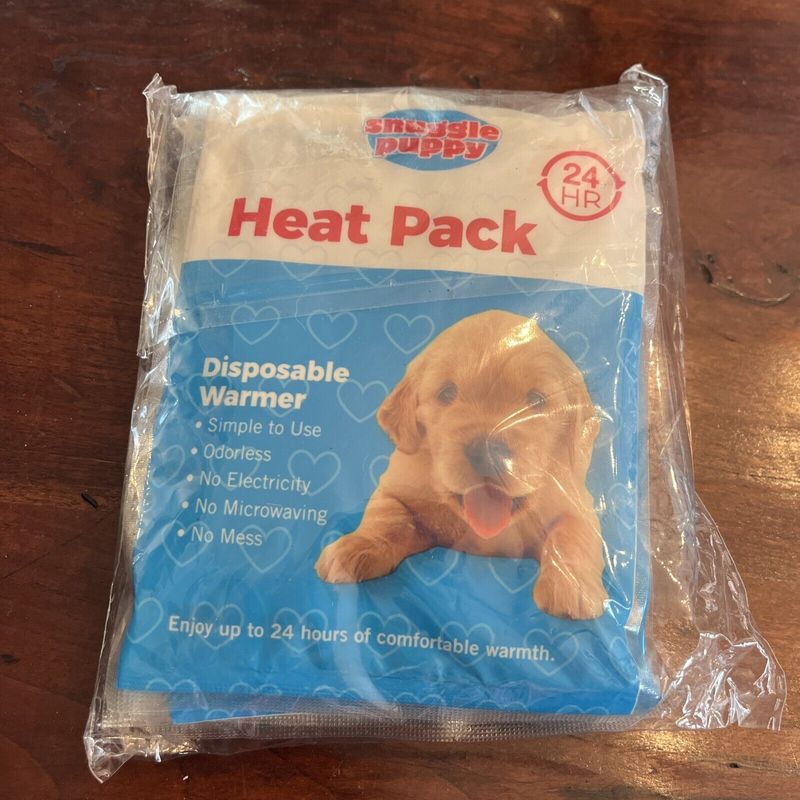 snuggle
puppy
24
HR
Heat Pack
Disposable
Warmer
• Simple to Use
• Odorless
• No Electricity
• No Microwaving
• No Mess
Enjoy up to 24 hours of comfortable warmth.